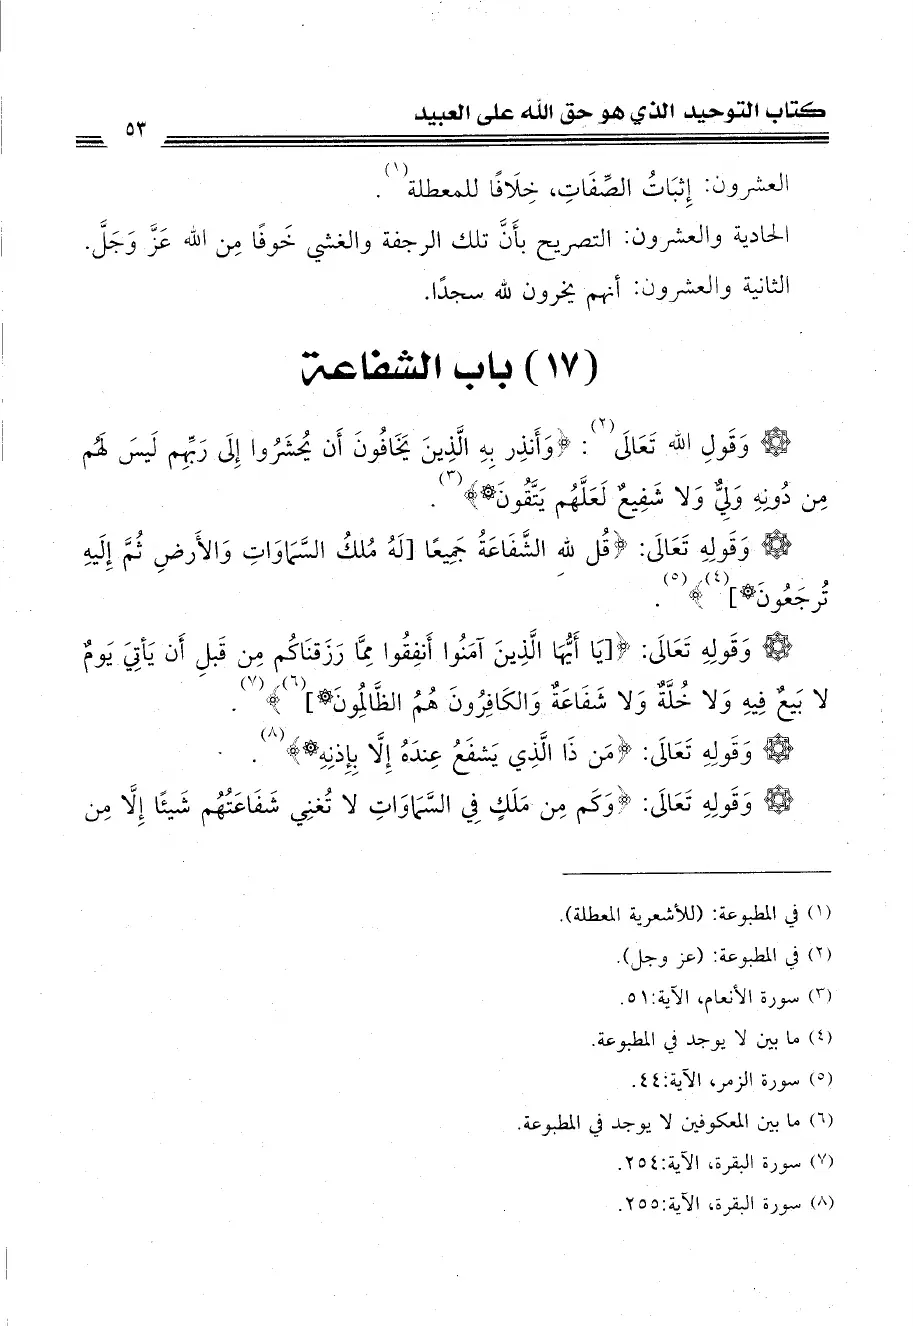 كتاب التوحيد الذي هو حق الله على العبيد ٥٣
العشرون: إِثبَاتُ الصِّفَاتِ، خِلَافًا للمعطلة(١).
الحادية والعشرون: التصريح بأَنَّ تلك الرجفة والغشي خَوفًا مِن الله عَزَّ وَجَلَّ.
الثانية والعشرون: أنهم يخرون لله سجدًا.
(١٧) باب الشفاعة
۞ وَقَولِ الله تَعَالَى(٢): ﴿وَأَنذِر بِهِ الَّذِينَ يَخَافُونَ أَن يُحْشَرُوا إِلَى رَبِّهِم لَيسَ لَهُم
مِن دُونِهِ وَلِيٌّ وَلا شَفِيعٌ لَعَلَّهُم يَتَّقُونَ*﴾(٣).
۞ وَقَولِهِ تَعَالَى: ﴿قُل لله الشَّفَاعَةُ جَمِيعًا [لَهُ مُلكُ السَّمَاوَاتِ وَالأَرضِ ثُمَّ إِلَيهِ
تُرجَعُونَ*](٤)﴾(٥).
۞ وَقَولِهِ تَعَالَى: ﴿[يَا أَيُّهَا الَّذِينَ آمَنُوا أَنفِقُوا مِمَّا رَزَقنَاكُم مِن قَبلِ أَن يَأتِيَ يَومٌ
لا بَيعٌ فِيهِ وَلا خُلَّةٌ وَلا شَفَاعَةٌ وَالكَافِرُونَ هُمُ الظَّالِمُونَ*](٦)﴾(٧).
۞ وَقَولِهِ تَعَالَى: ﴿مَن ذَا الَّذِي يَشفَعُ عِندَهُ إِلَّا بِإِذنِهِ*﴾(٨).
۞ وَقَولِهِ تَعَالَى: ﴿وَكَم مِن مَلَكٍ فِي السَّمَاوَاتِ لا تُغنِي شَفَاعَتُهُم شَيئًا إِلَّا مِن
(١) في المطبوعة: (للأشعرية المعطلة).
(٢) في المطبوعة: (عز وجل).
(٣) سورة الأنعام، الآية:٥١.
(٤) ما بين لا يوجد في المطبوعة.
(٥) سورة الزمر، الآية:٤٤.
(٦) ما بين المعكوفين لا يوجد في المطبوعة.
(٧) سورة البقرة، الآية:٢٥٤.
(٨) سورة البقرة، الآية:٢٥٥.